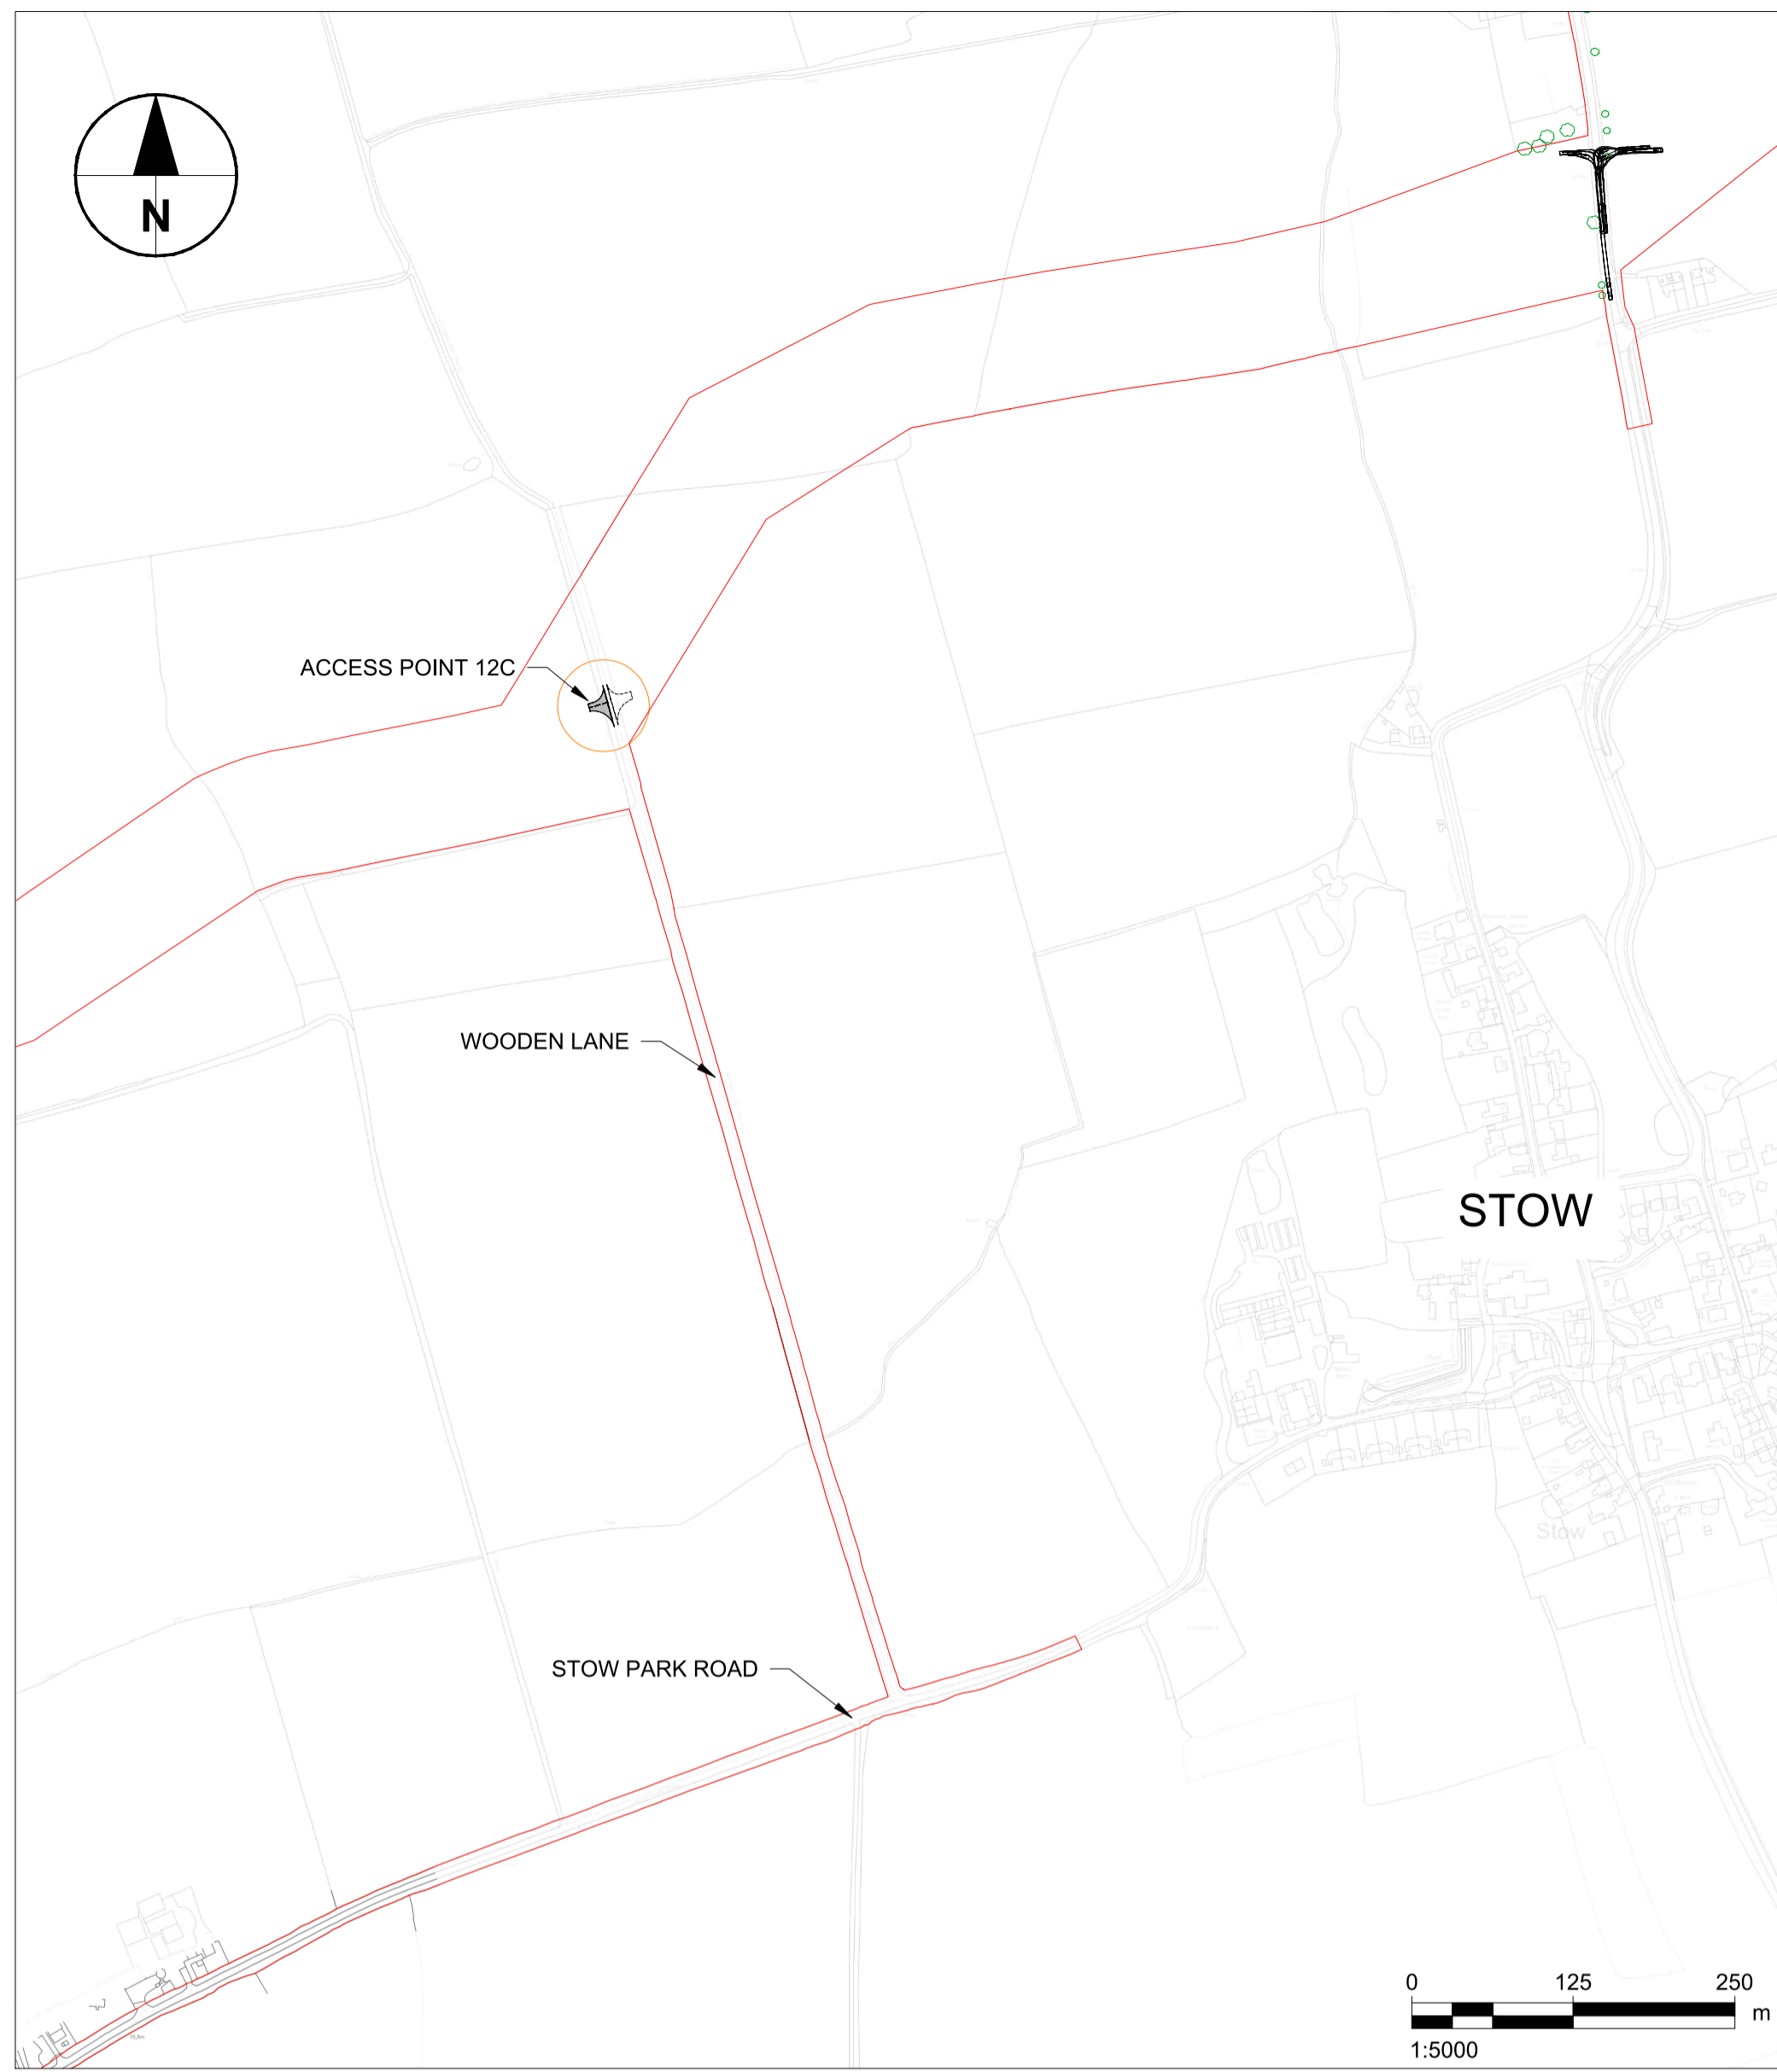 N
ACCESS POINT 12C
WOODEN LANE
STOW
Stow
STOW PARK ROAD
0 125 250
m
1:5000